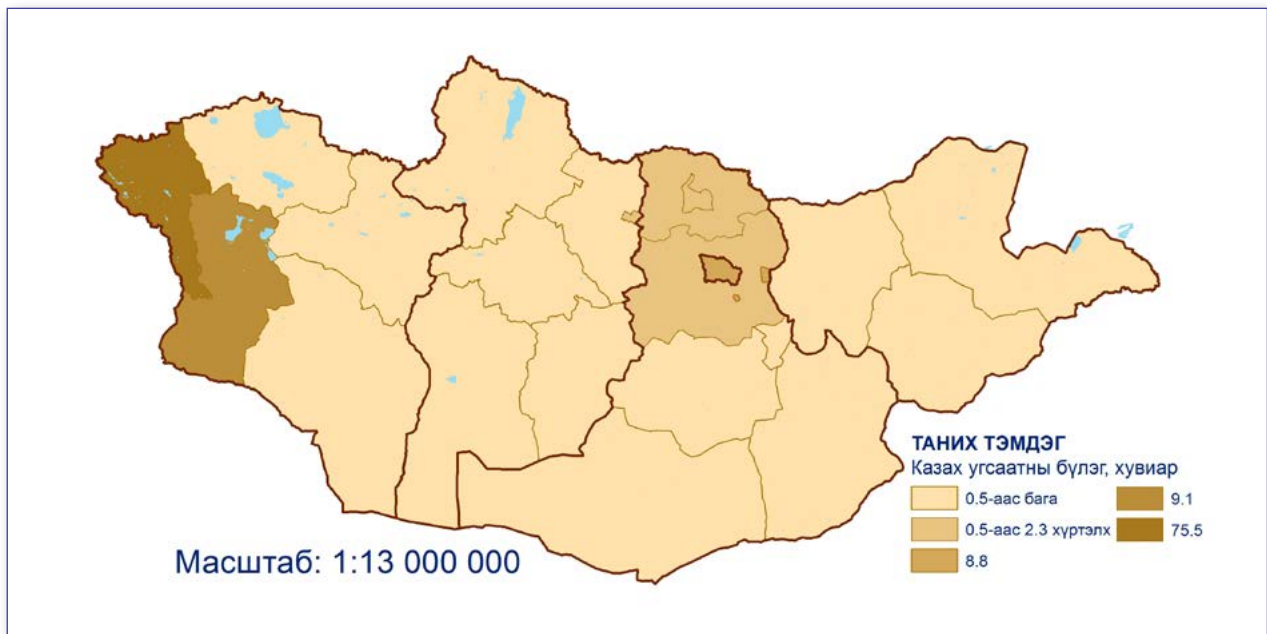 ТАНИХ ТЭМДЭГ
Казах угсаатны бүлэг, хувиар
0.5-аас бага
0.5-аас 2.3 хүртэлх
8.8
9.1
75.5
Масштаб: 1:13 000 000